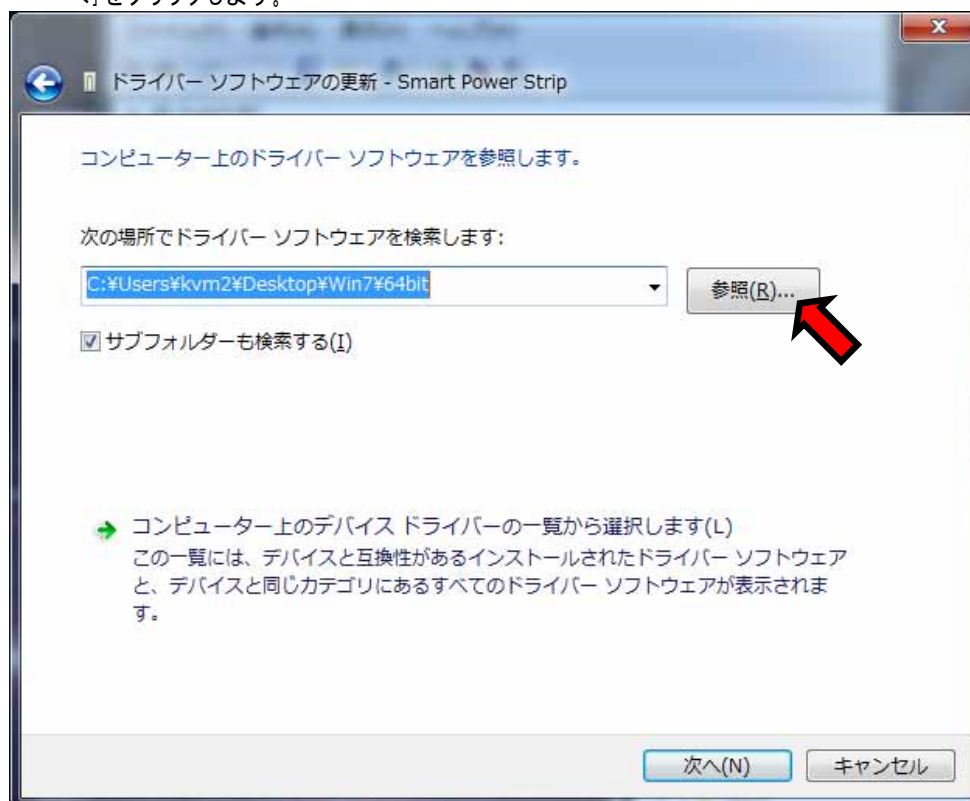 をクリックします。
ドライバー ソフトウェアの更新 - Smart Power Strip
コンピューター上のドライバー ソフトウェアを参照します。
次の場所でドライバー ソフトウェアを検索します:
C:¥Users¥kvm2¥Desktop¥Win7¥64bit
参照(R)...
サブフォルダーも検索する(I)
コンピューター上のデバイス ドライバーの一覧から選択します(L)
この一覧には、デバイスと互換性があるインストールされたドライバー ソフトウェア
と、デバイスと同じカテゴリにあるすべてのドライバー ソフトウェアが表示されま
す。
次へ(N)
キャンセル